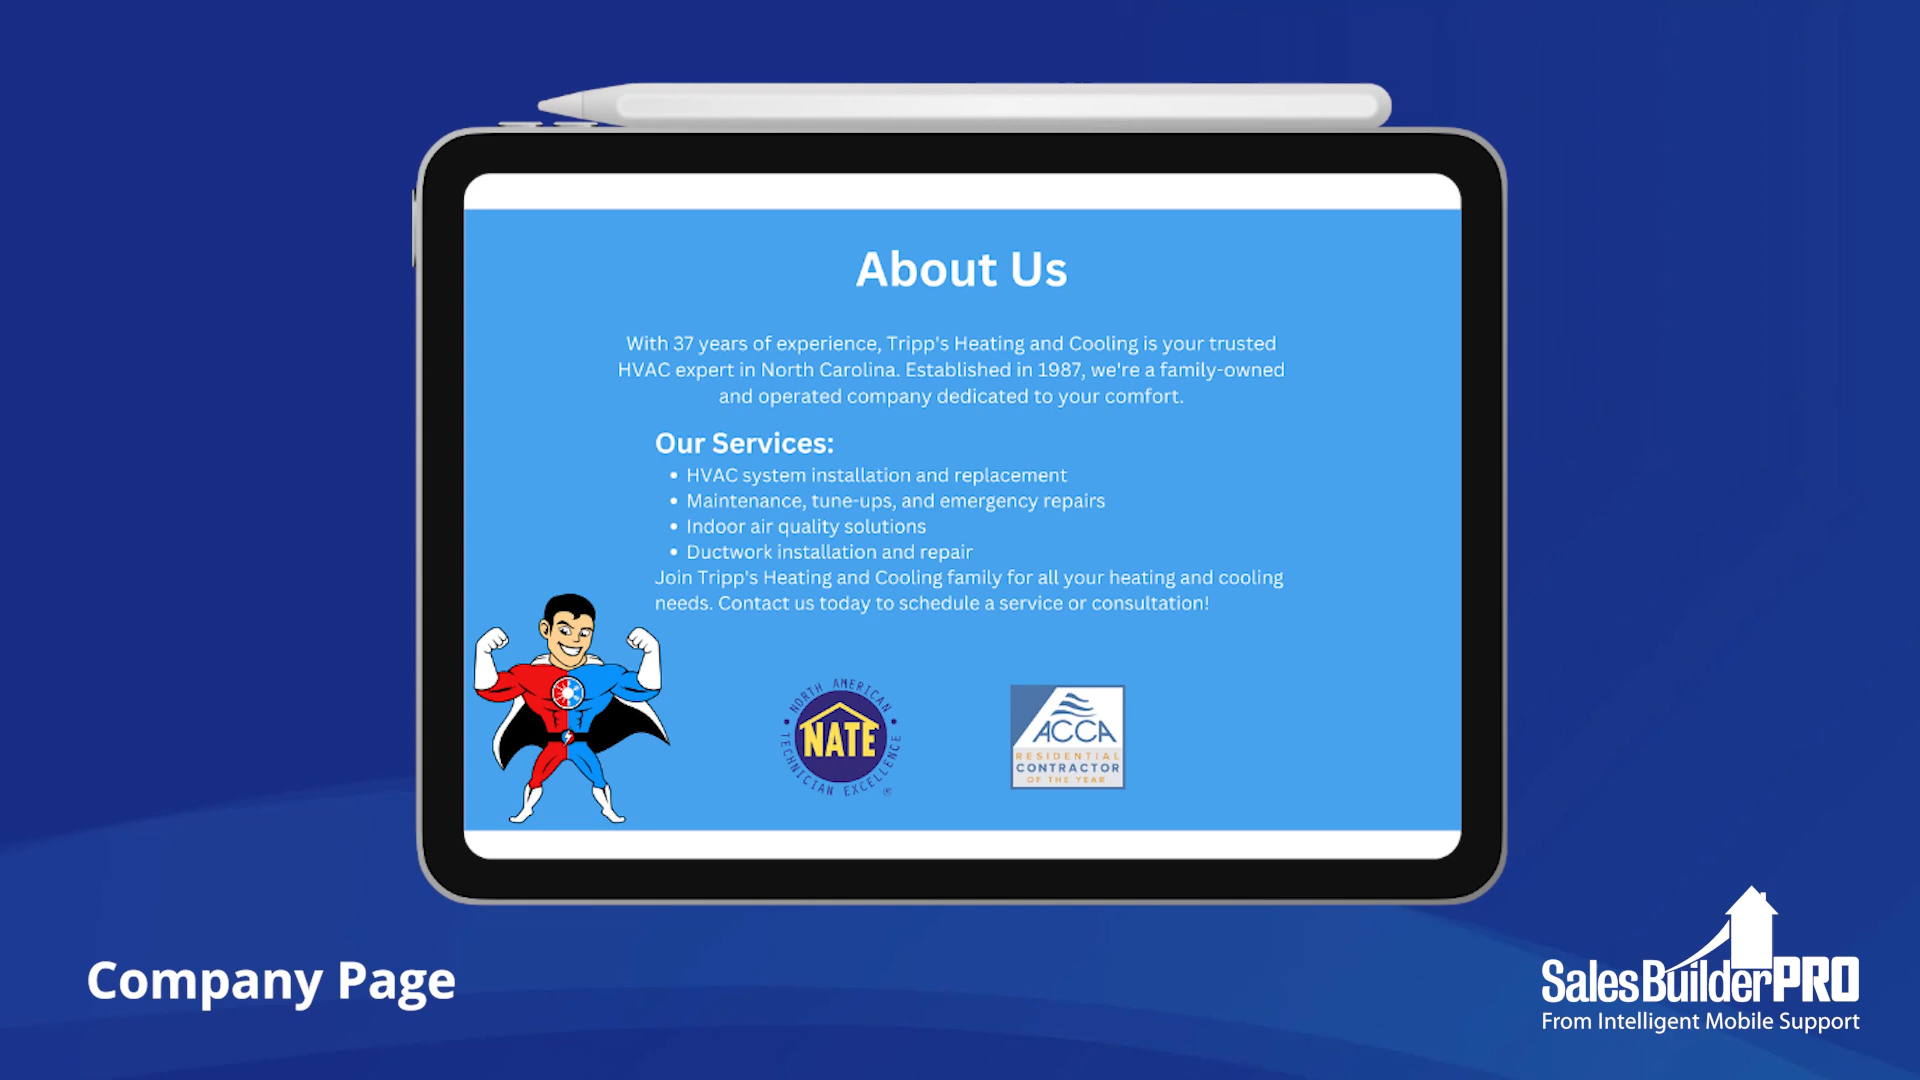 About Us
With 37 years of experience, Tripp's Heating and Cooling is your trusted
HVAC expert in North Carolina. Established in 1987, we're a family-owned
and operated company dedicated to your comfort.
Our Services:
• HVAC system installation and replacement
• Maintenance, tune-ups, and emergency repairs
• Indoor air quality solutions
• Ductwork installation and repair
Join Tripp's Heating and Cooling family for all your heating and cooling
needs. Contact us today to schedule a service or consultation!
NORTH AMERICAN
NATE
TECHNICIAN EXCELLENCE
®
ACCA
RESIDENTIAL
CONTRACTOR
OF THE YEAR
Company Page
SalesBuilderPRO
From Intelligent Mobile Support